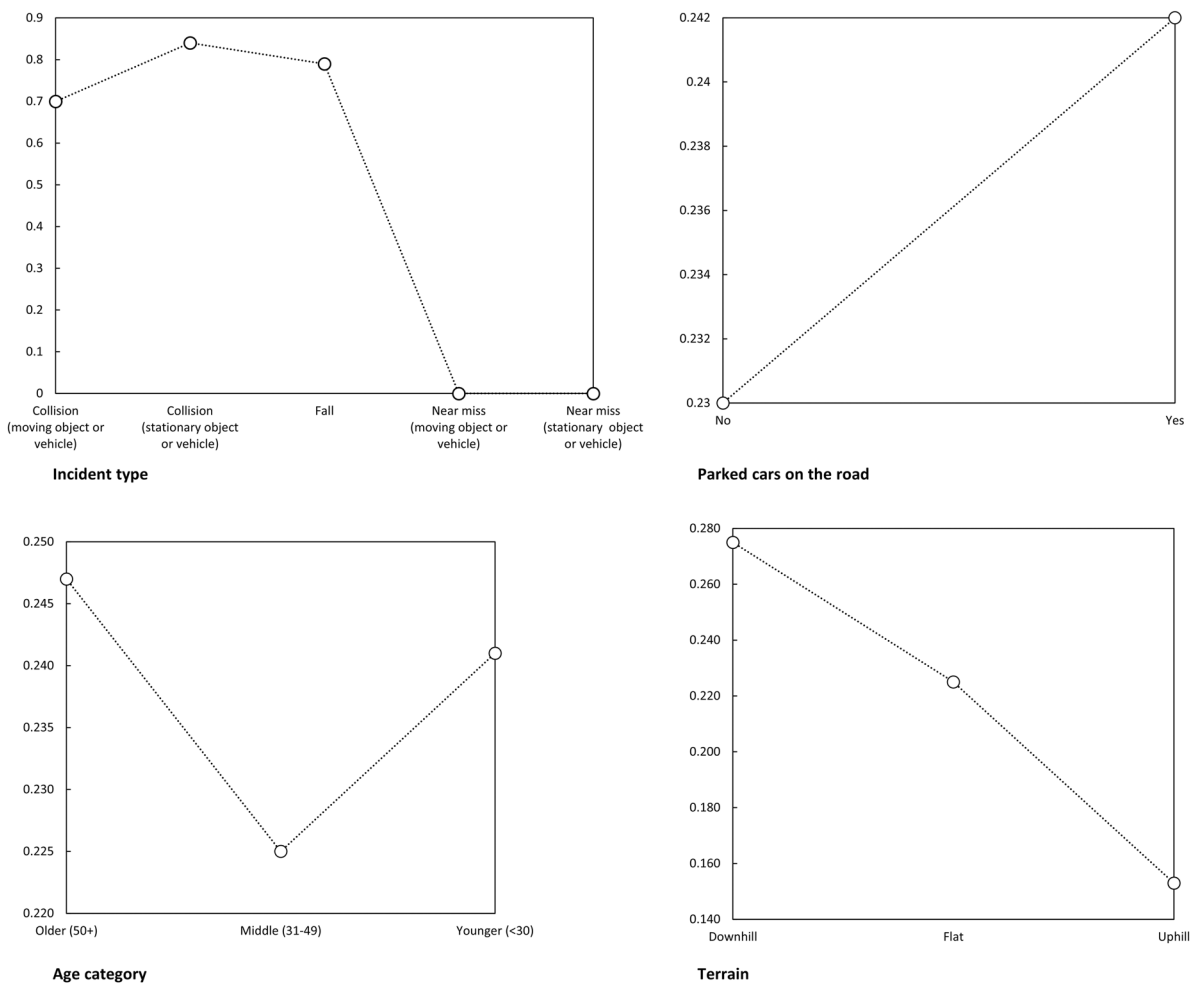 0.9
0.8
0.7
0.6
0.5
0.4
0.3
0.2
0.1
0
Collision
(moving object or
vehicle)
Collision
(stationary object
or vehicle)
Fall
Near miss
(moving object or
vehicle)
Near miss
(stationary object
or vehicle)
Incident type
0.242
0.24
0.238
0.236
0.234
0.232
0.23
No
Yes
Parked cars on the road
0.250
0.245
0.240
0.235
0.230
0.225
0.220
Older (50+)
Middle (31-49)
Younger (<30)
Age category
0.280
0.260
0.240
0.220
0.200
0.180
0.160
0.140
Downhill
Flat
Uphill
Terrain